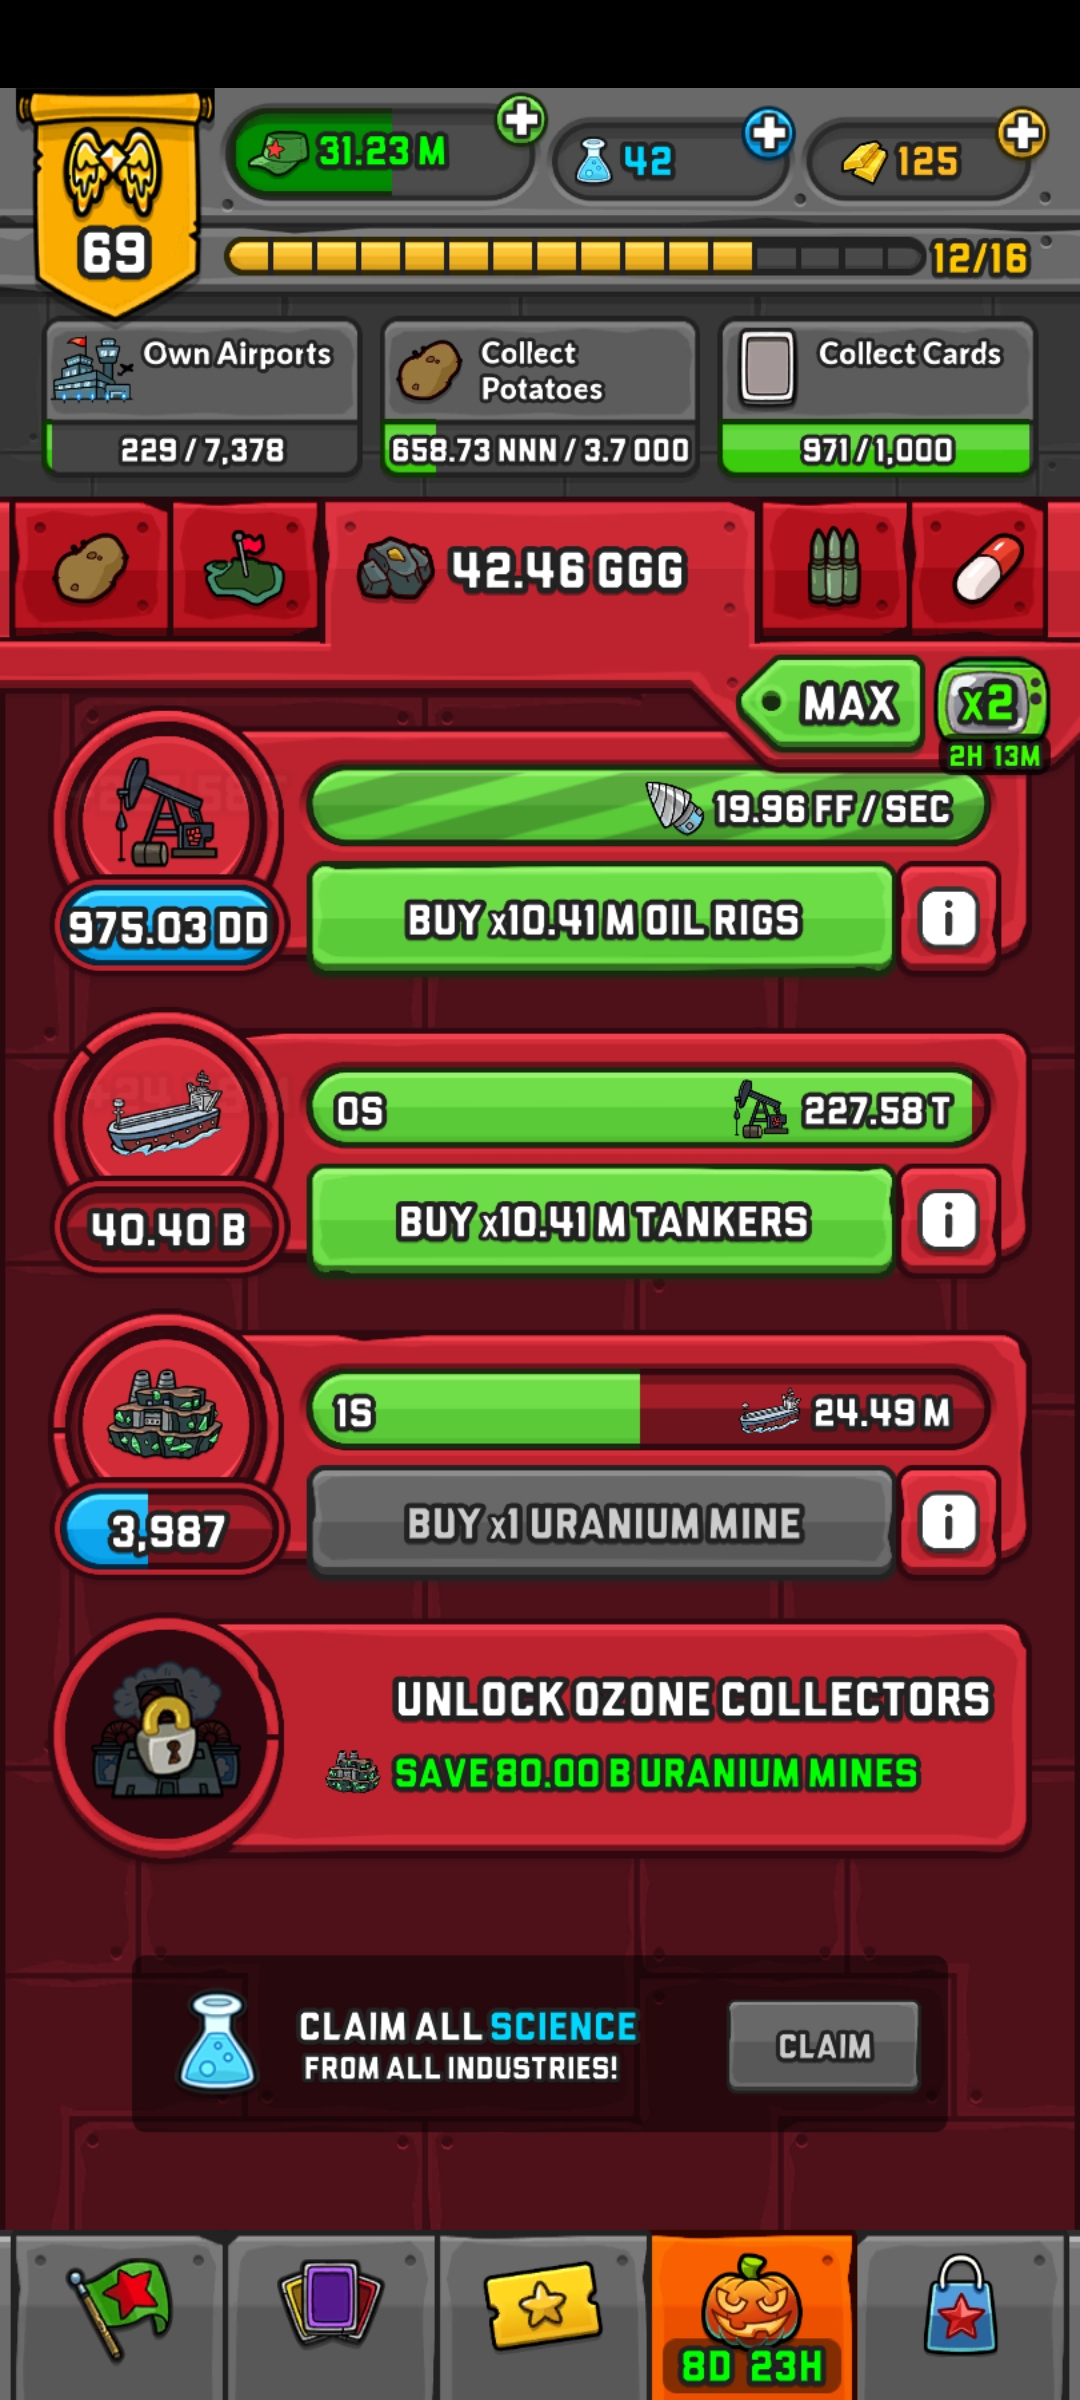 31.23 M
42
125
69
12/16
Own Airports
229 / 7,378
Collect
Potatoes
658.73 NNN / 3.7 OOO
Collect Cards
971 / 1,000
42.46 GGG
MAX
x2
2H 13M
19.96 FF / SEC
975.03 DD
BUY x10.41 M OIL RIGS
i
0S
227.58 T
40.40 B
BUY x10.41 M TANKERS
i
1S
24.49 M
3,987
BUY x1 URANIUM MINE
i
UNLOCK OZONE COLLECTORS
SAVE 80.00 B URANIUM MINES
CLAIM ALL SCIENCE
FROM ALL INDUSTRIES!
CLAIM
8D 23H